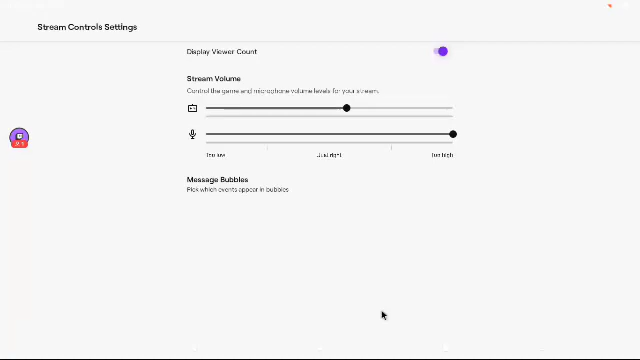 Stream Controls Settings
Display Viewer Count
Stream Volume
Control the game and microphone volume levels for your stream.
Too low Just right Too high
Message Bubbles
Pick which events appear in bubbles